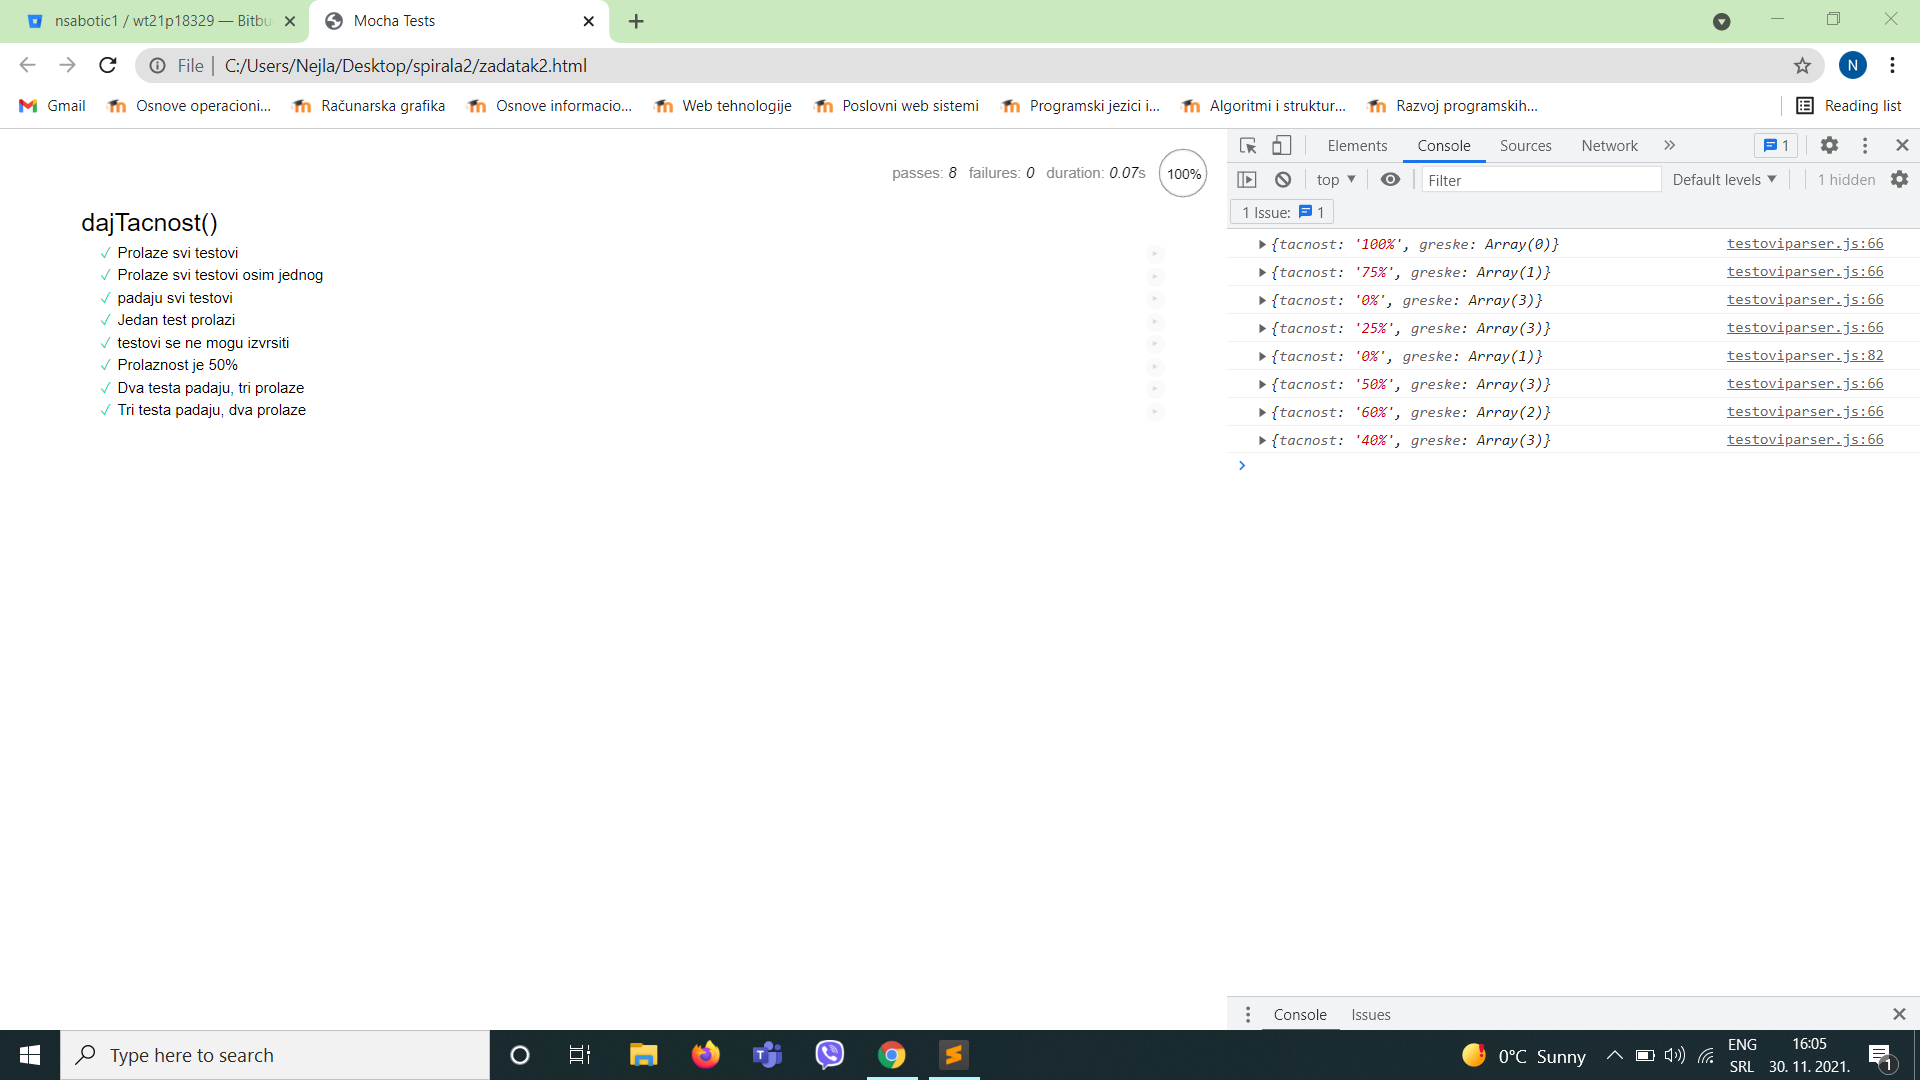 nsabotic1 / wt21p18329 — Bitbu
Mocha Tests
File
C:/Users/Nejla/Desktop/spirala2/zadatak2.html
N
Gmail
Osnove operacioni...
Računarska grafika
Osnove informacio...
Web tehnologije
Poslovni web sistemi
Programski jezici i...
Algoritmi i struktur...
Razvoj programskih...
Reading list
passes: 8 failures: 0 duration: 0.07s 100%
dajTacnost()
✓ Prolaze svi testovi
✓ Prolaze svi testovi osim jednog
✓ padaju svi testovi
✓ Jedan test prolazi
✓ testovi se ne mogu izvrsiti
✓ Prolaznost je 50%
✓ Dva testa padaju, tri prolaze
✓ Tri testa padaju, dva prolaze
Elements Console Sources Network » 1
top Filter Default levels 1 hidden
1 Issue: 1
{tacnost: '100%', greske: Array(0)} testoviparser.js:66
{tacnost: '75%', greske: Array(1)} testoviparser.js:66
{tacnost: '0%', greske: Array(3)} testoviparser.js:66
{tacnost: '25%', greske: Array(3)} testoviparser.js:66
{tacnost: '0%', greske: Array(1)} testoviparser.js:82
{tacnost: '50%', greske: Array(3)} testoviparser.js:66
{tacnost: '60%', greske: Array(2)} testoviparser.js:66
{tacnost: '40%', greske: Array(3)} testoviparser.js:66
Console Issues
Type here to search
0°C Sunny
ENG
SRL
16:05
30. 11. 2021.
1